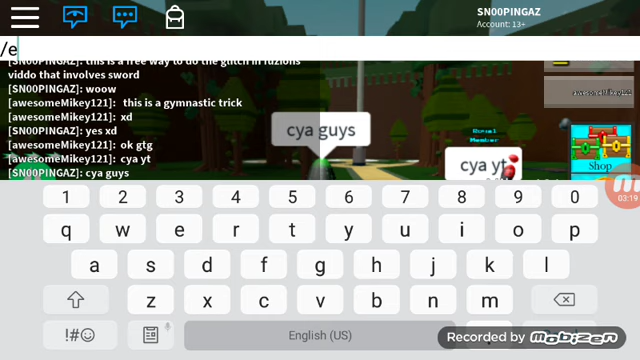 SN00PINGAZ
Account: 13+
/e
[SN00PINGAZ]: this is a free way to do the glitch in fuzions
viddo that involves sword
[SN00PINGAZ]: woow
[awesomeMikey121]: this is a gymnastic trick
[awesomeMikey121]: xd
[SN00PINGAZ]: yes xd
[awesomeMikey121]: ok gtg
[awesomeMikey121]: cya yt
[SN00PINGAZ]: cya guys
awesomeMikey121
cya guys
Royal
Member
cya yt
Shop
03:19
1 2 3 4 5 6 7 8 9 0
q w e r t y u i o p
a s d f g h j k l
z x c v b n m
!#☺ English (US)
Recorded by Mobizen